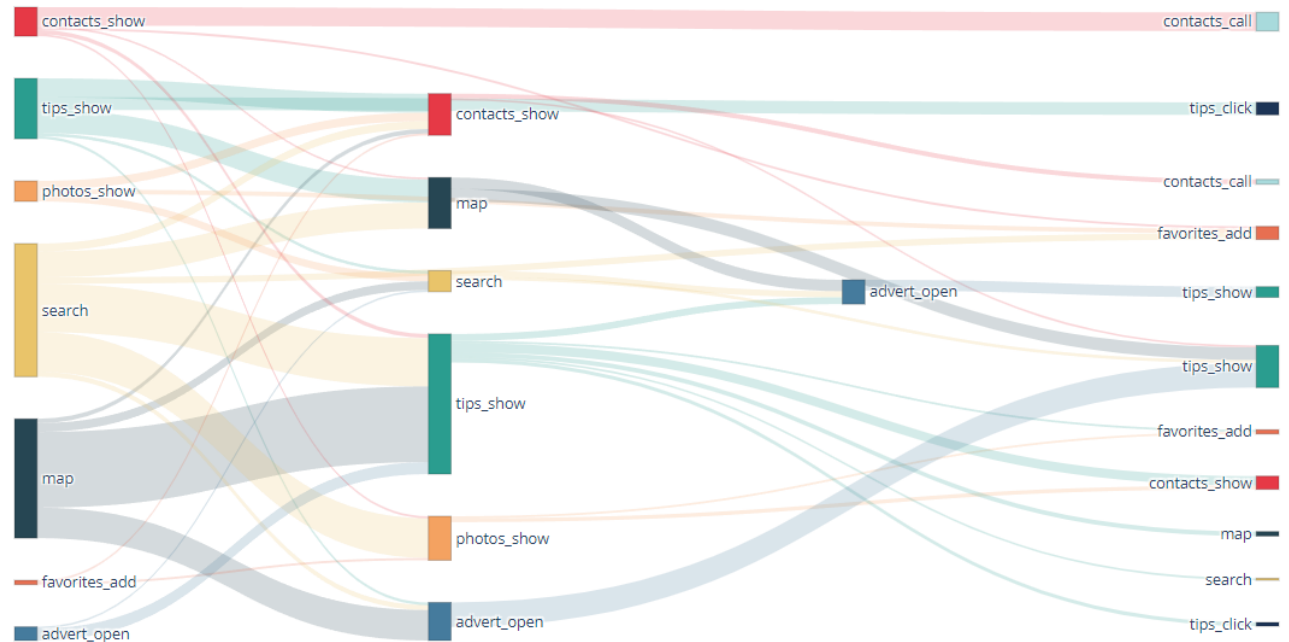 contacts_show
tips_show
photos_show
search
map
favorites_add
advert_open
contacts_show
map
search
tips_show
photos_show
advert_open
advert_open
contacts_call
tips_click
contacts_call
favorites_add
tips_show
tips_show
favorites_add
contacts_show
map
search
tips_click